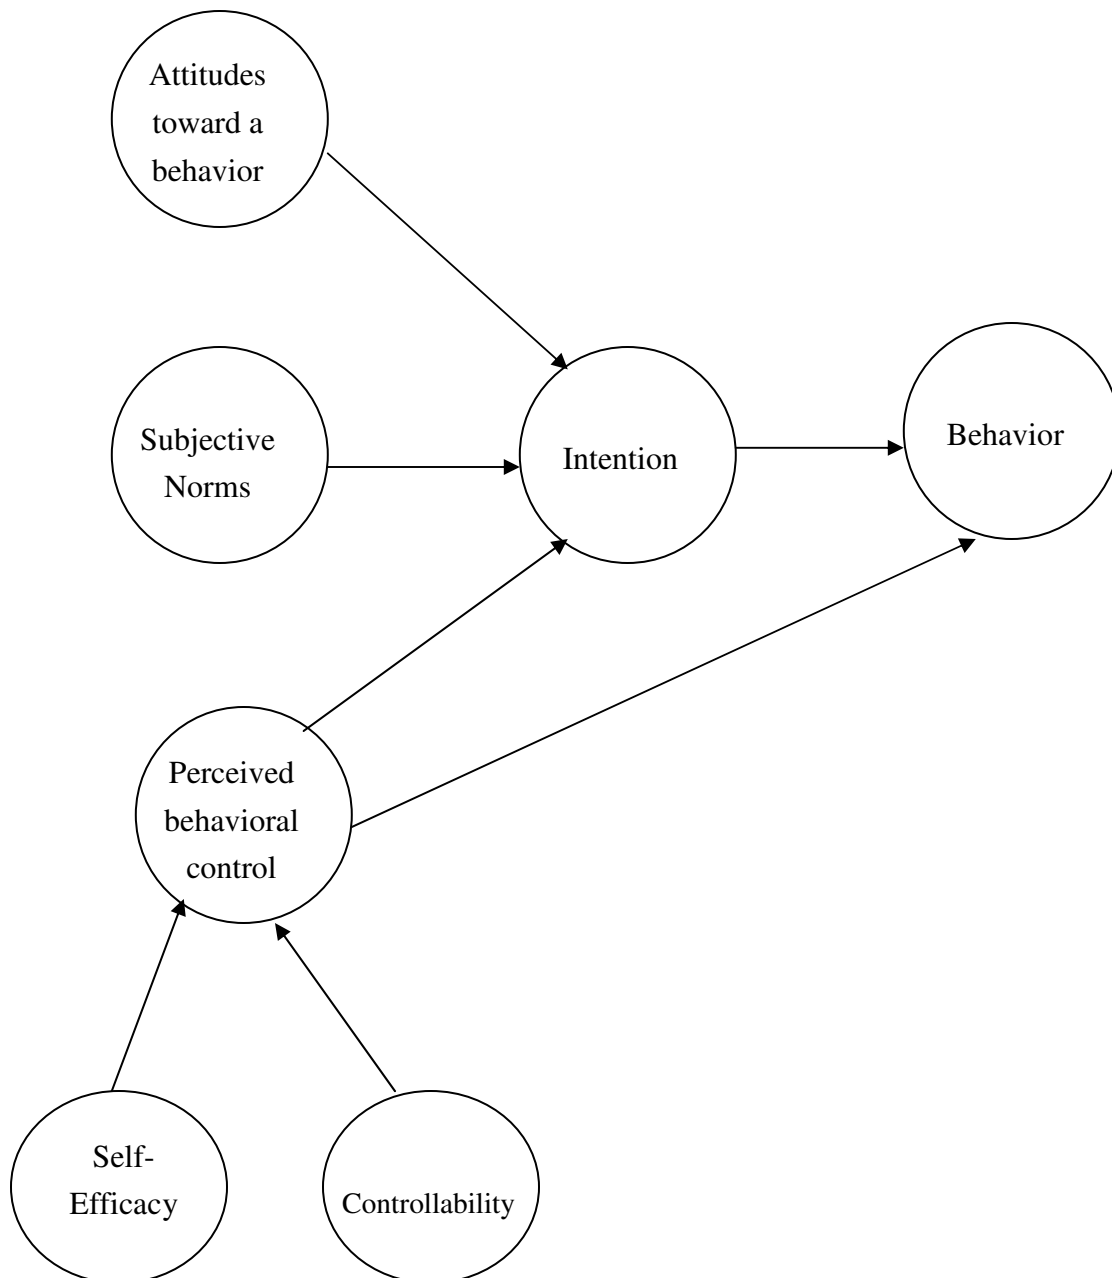 Attitudes
toward a
behavior
Subjective
Norms
Intention
Behavior
Perceived
behavioral
control
Self-
Efficacy
Controllability